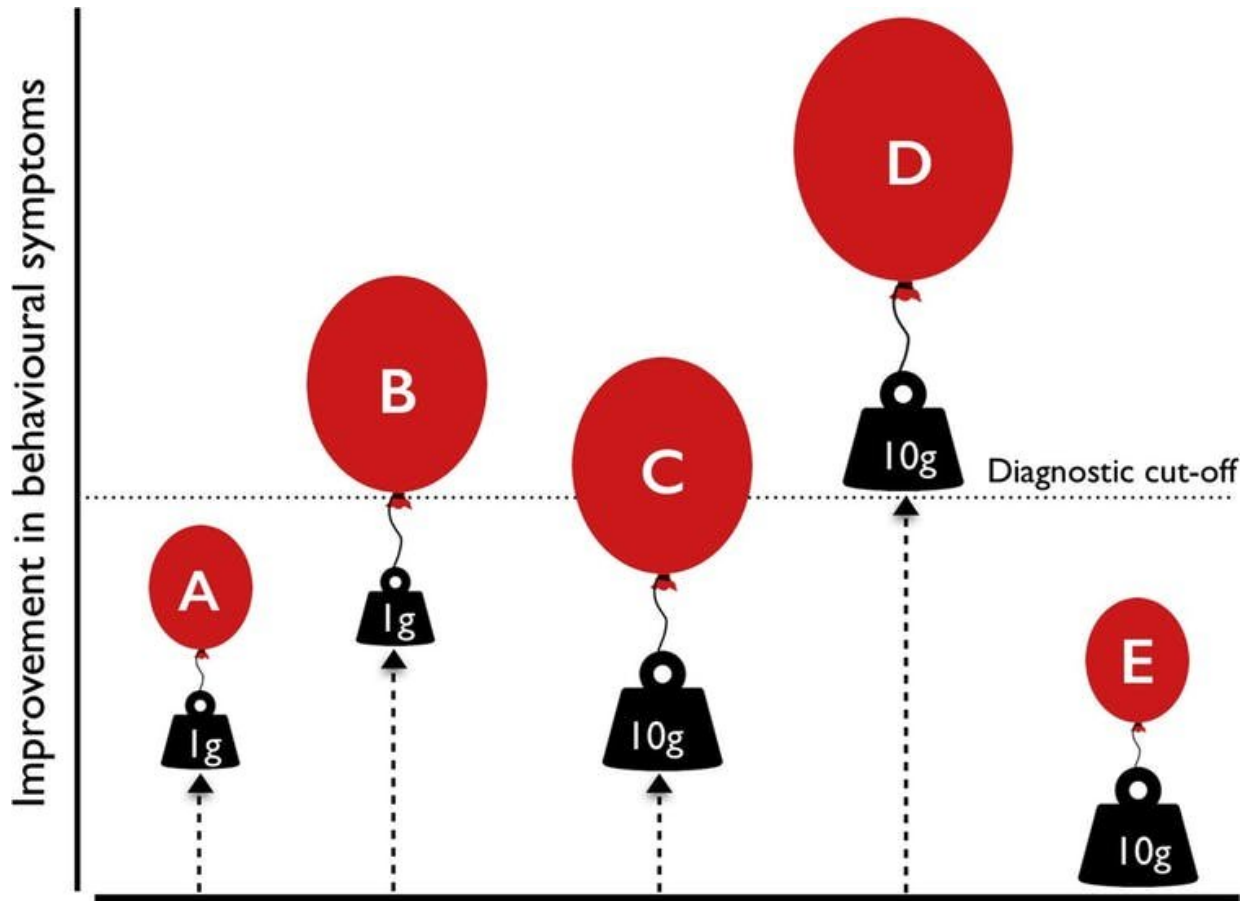 Improvement in behavioural symptoms
A
1g
B
1g
C
10g
D
10g
Diagnostic cut-off
E
10g